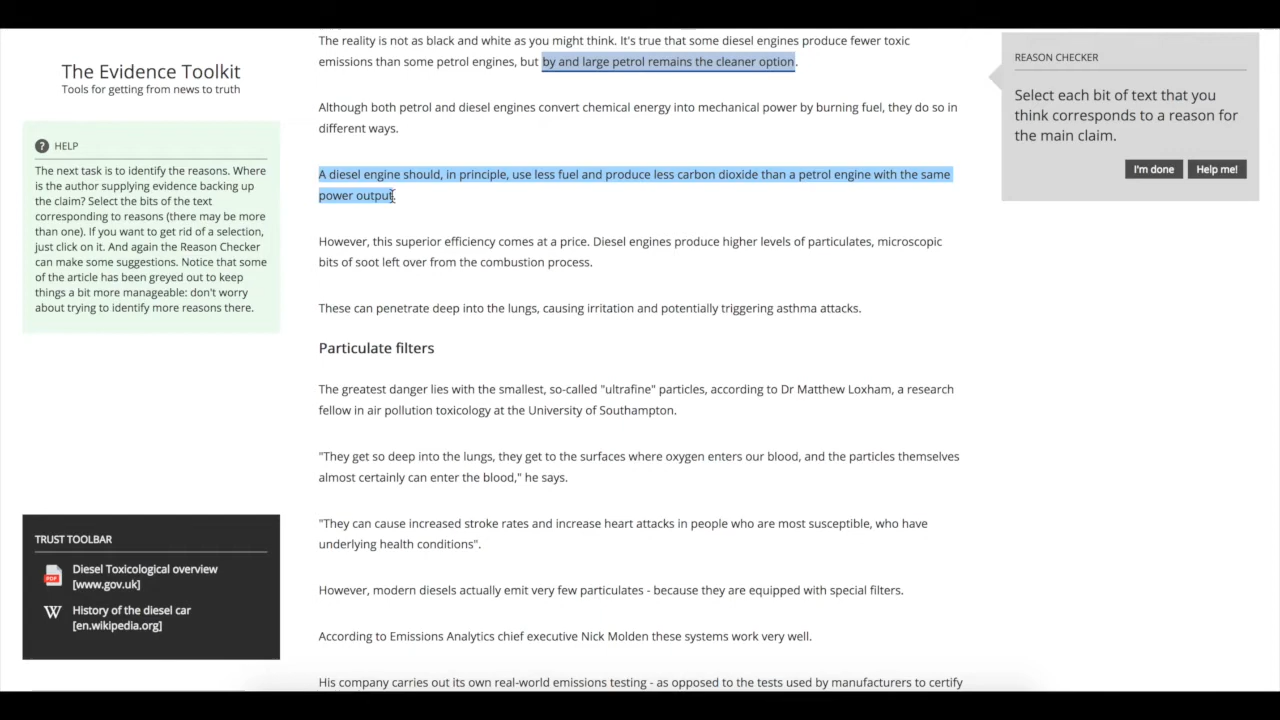 The Evidence Toolkit
Tools for getting from news to truth
? HELP
The next task is to identify the reasons. Where
is the author supplying evidence backing up
the claim? Select the bits of the text
corresponding to reasons (there may be more
than one). If you want to get rid of a selection,
just click on it. And again the Reason Checker
can make some suggestions. Notice that some
of the article has been greyed out to keep
things a bit more manageable: don't worry
about trying to identify more reasons there.
TRUST TOOLBAR
PDF
Diesel Toxicological overview
[www.gov.uk]
W
History of the diesel car
[en.wikipedia.org]
The reality is not as black and white as you might think. It's true that some diesel engines produce fewer toxic
emissions than some petrol engines, but by and large petrol remains the cleaner option.
Although both petrol and diesel engines convert chemical energy into mechanical power by burning fuel, they do so in
different ways.
A diesel engine should, in principle, use less fuel and produce less carbon dioxide than a petrol engine with the same
power output.
However, this superior efficiency comes at a price. Diesel engines produce higher levels of particulates, microscopic
bits of soot left over from the combustion process.
These can penetrate deep into the lungs, causing irritation and potentially triggering asthma attacks.
Particulate filters
The greatest danger lies with the smallest, so-called "ultrafine" particles, according to Dr Matthew Loxham, a research
fellow in air pollution toxicology at the University of Southampton.
"They get so deep into the lungs, they get to the surfaces where oxygen enters our blood, and the particles themselves
almost certainly can enter the blood," he says.
"They can cause increased stroke rates and increase heart attacks in people who are most susceptible, who have
underlying health conditions".
However, modern diesels actually emit very few particulates - because they are equipped with special filters.
According to Emissions Analytics chief executive Nick Molden these systems work very well.
His company carries out its own real-world emissions testing - as opposed to the tests used by manufacturers to certify
REASON CHECKER
Select each bit of text that you
think corresponds to a reason for
the main claim.
I'm done
Help me!